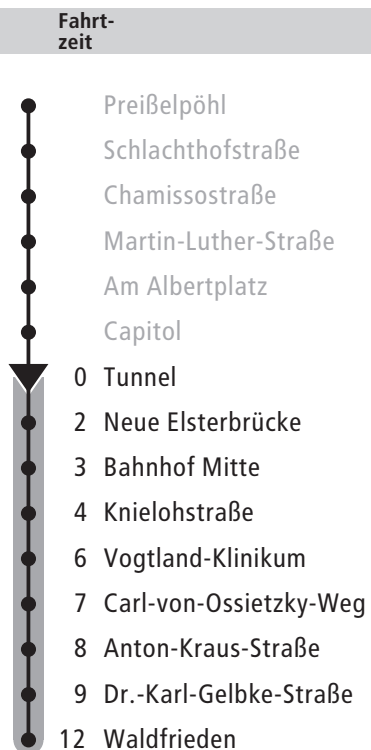 Fahrt-
zeit
Preißelpöhl
Schlachthofstraße
Chamissostraße
Martin-Luther-Straße
Am Albertplatz
Capitol
0 Tunnel
2 Neue Elsterbrücke
3 Bahnhof Mitte
4 Knielohstraße
6 Vogtland-Klinikum
7 Carl-von-Ossietzky-Weg
8 Anton-Kraus-Straße
9 Dr.-Karl-Gelbke-Straße
12 Waldfrieden